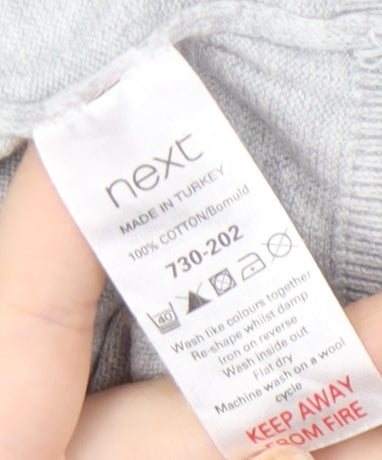 next
MADE IN TURKEY
100% COTTON/Bomuld
730-202
40
Wash like colours together
Re-shape whilst damp
Iron on reverse
Wash inside out
Flat dry
Machine wash on a wool
cycle
KEEP AWAY
FROM FIRE